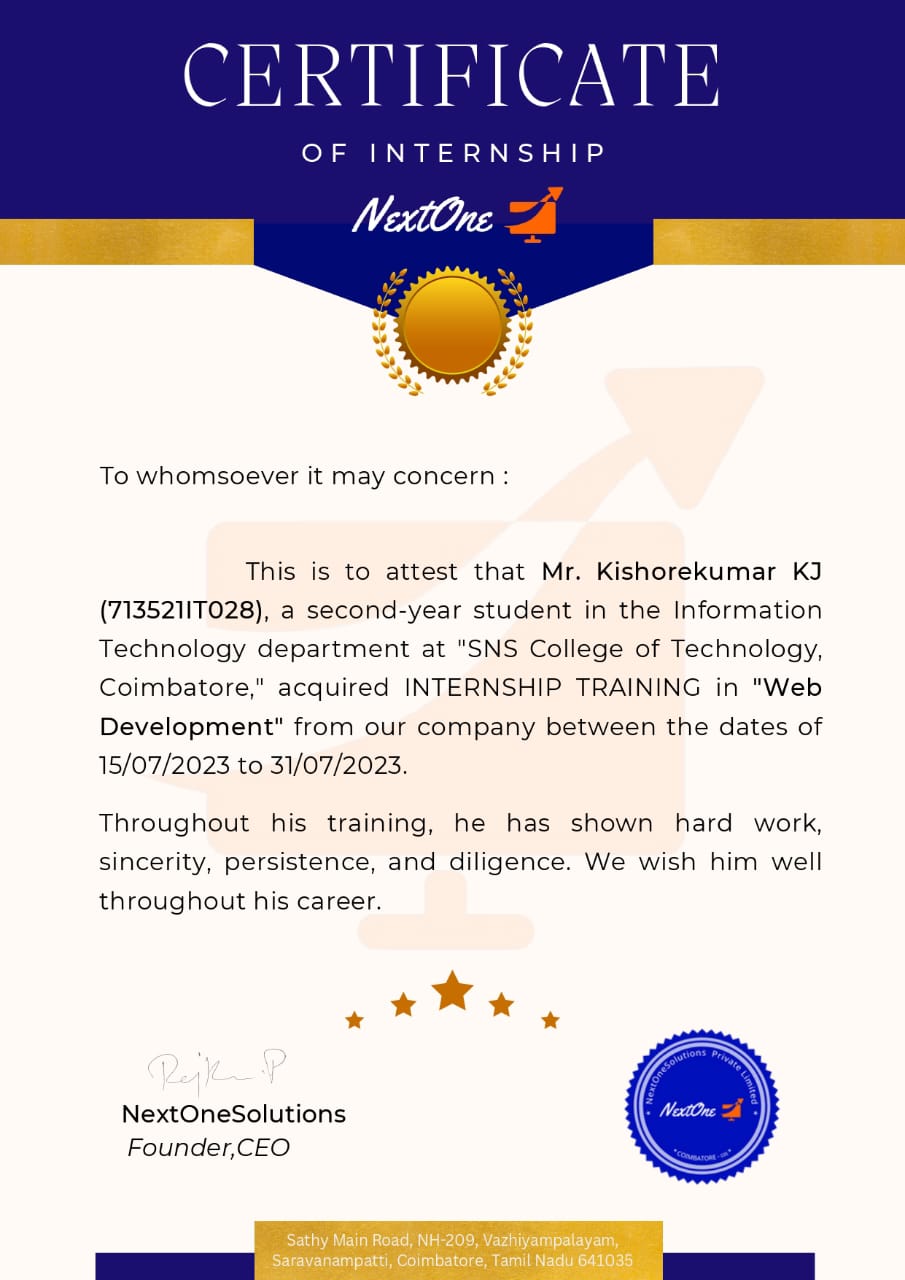 CERTIFICATE
OF INTERNSHIP
NextOne
To whomsoever it may concern :
This is to attest that Mr. Kishorekumar KJ
(713521IT028), a second-year student in the Information
Technology department at "SNS College of Technology,
Coimbatore," acquired INTERNSHIP TRAINING in "Web
Development" from our company between the dates of
15/07/2023 to 31/07/2023.
Throughout his training, he has shown hard work,
sincerity, persistence, and diligence. We wish him well
throughout his career.
NextOneSolutions
Founder,CEO
NextOneSolutions Private Limited
NextOne
COIMBATORE
Sathy Main Road, NH-209, Vazhiyampalayam,
Saravanampatti, Coimbatore, Tamil Nadu 641035